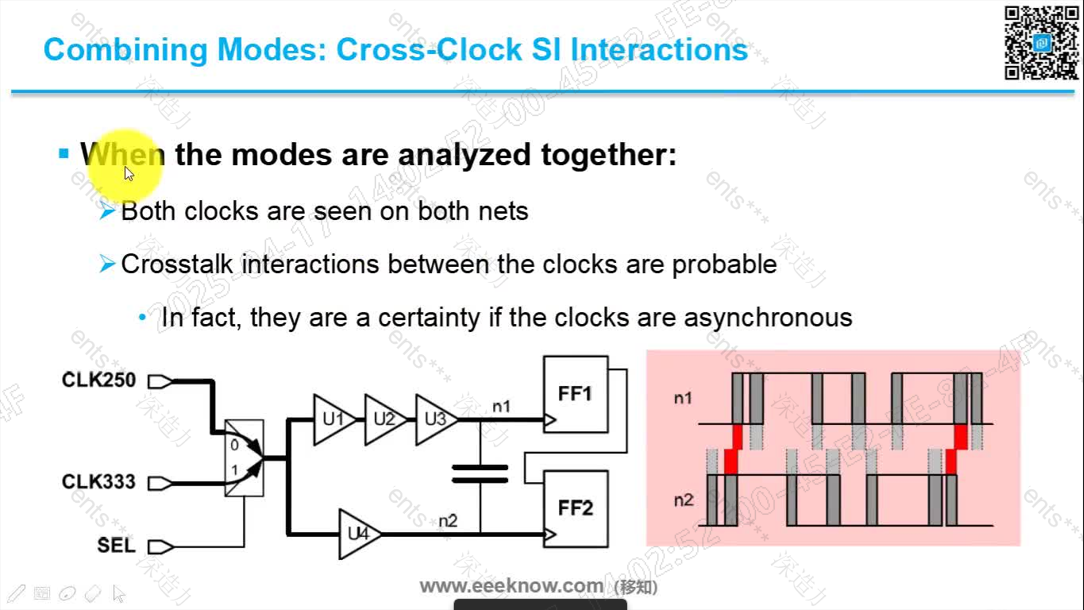 Combining Modes: Cross-Clock SI Interactions
When the modes are analyzed together:
Both clocks are seen on both nets
Crosstalk interactions between the clocks are probable
In fact, they are a certainty if the clocks are asynchronous
CLK250
CLK333
SEL
0
1
U1
U2
U3
n1
FF1
U4
n2
FF2
n1
n2
www.eeeknow.com (移知)